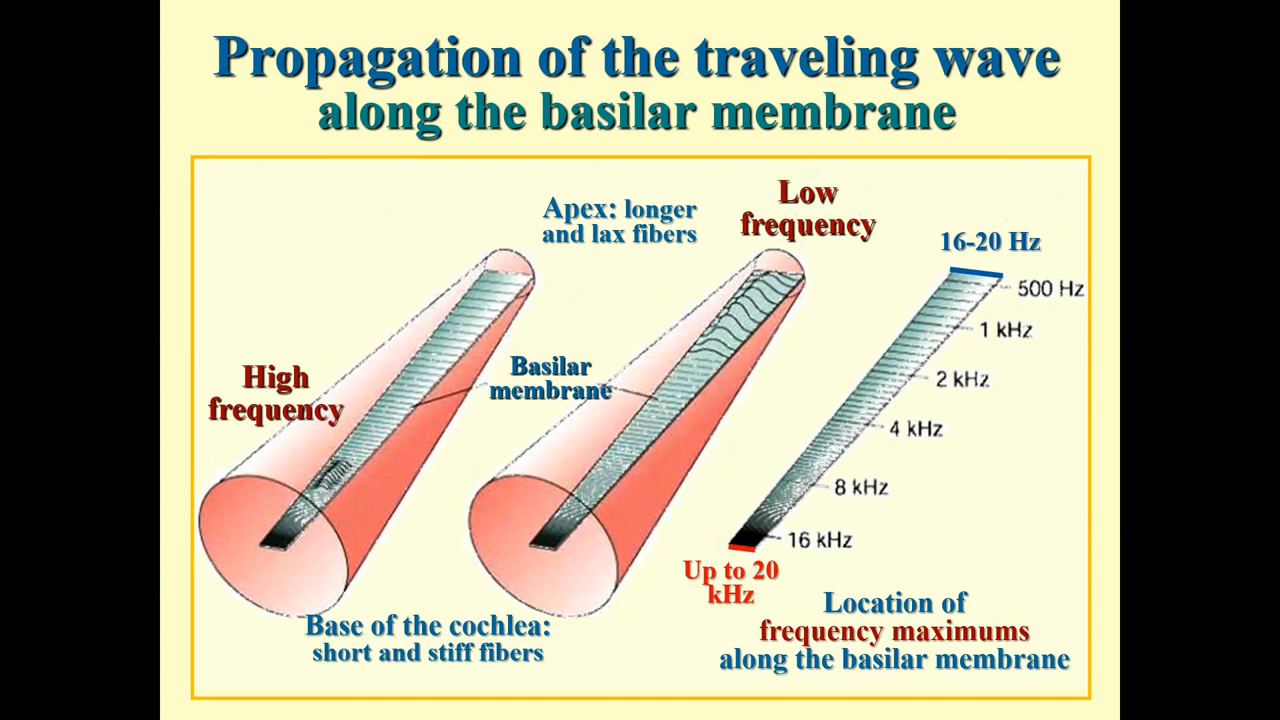 Propagation of the traveling wave
along the basilar membrane
Apex: longer
and lax fibers
Low
frequency
16-20 Hz
500 Hz
1 kHz
2 kHz
4 kHz
8 kHz
16 kHz
High
frequency
Basilar
membrane
Up to 20
kHz
Base of the cochlea:
short and stiff fibers
Location of
frequency maximums
along the basilar membrane